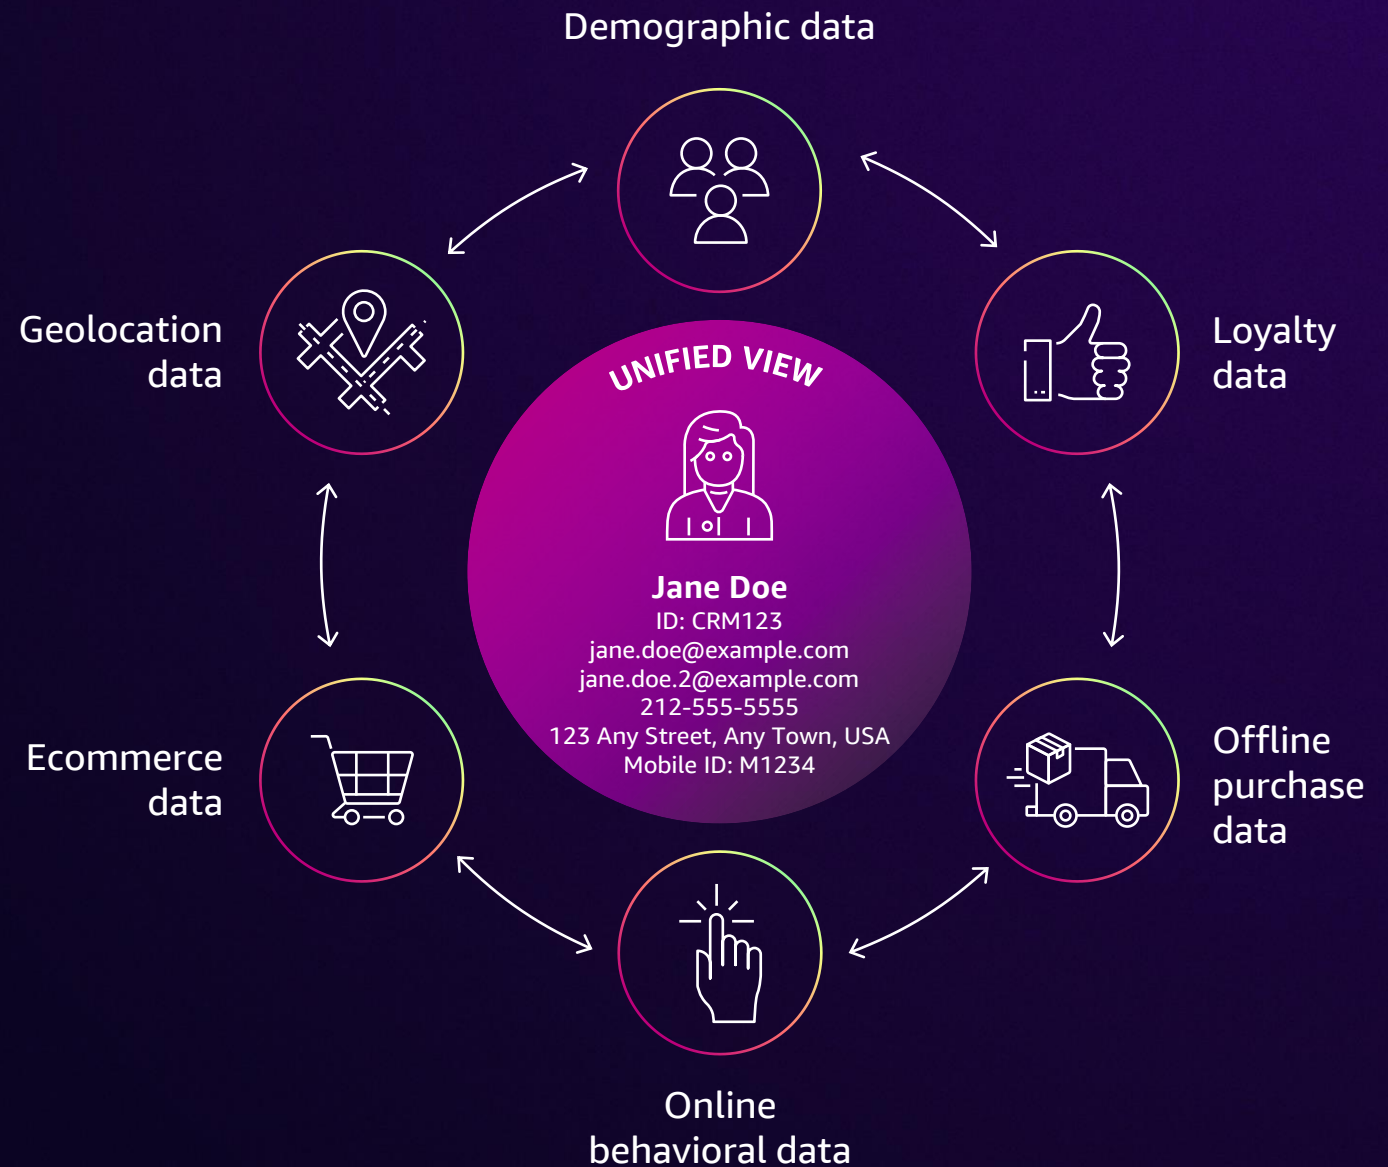 Demographic data
Geolocation
data
Loyalty
data
UNIFIED VIEW
Jane Doe
ID: CRM123
jane.doe@example.com
jane.doe.2@example.com
212-555-5555
123 Any Street, Any Town, USA
Mobile ID: M1234
Ecommerce
data
Offline
purchase
data
Online
behavioral data